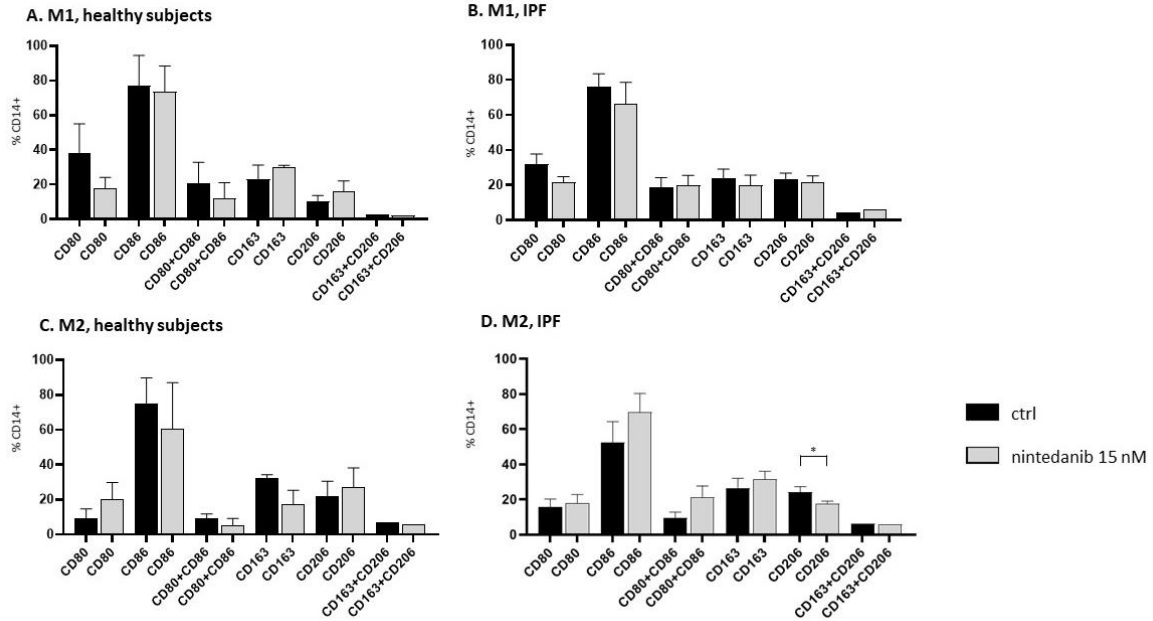 A. M1, healthy subjects
% CD14+
100
80
60
40
20
0
CD80
CD80
CD86
CD86
CD80+CD86
CD80+CD86
CD163
CD163
CD206
CD206
CD163+CD206
CD163+CD206
B. M1, IPF
% CD14+
100
80
60
40
20
0
CD80
CD80
CD86
CD86
CD80+CD86
CD80+CD86
CD163
CD163
CD206
CD206
CD163+CD206
CD163+CD206
C. M2, healthy subjects
% CD14+
100
80
60
40
20
0
CD80
CD80
CD86
CD86
CD80+CD86
CD80+CD86
CD163
CD163
CD206
CD206
CD163+CD206
CD163+CD206
D. M2, IPF
% CD14+
100
80
60
40
20
0
*
CD80
CD80
CD86
CD86
CD80+CD86
CD80+CD86
CD163
CD163
CD206
CD206
CD163+CD206
CD163+CD206
ctrl
nintedanib 15 nM